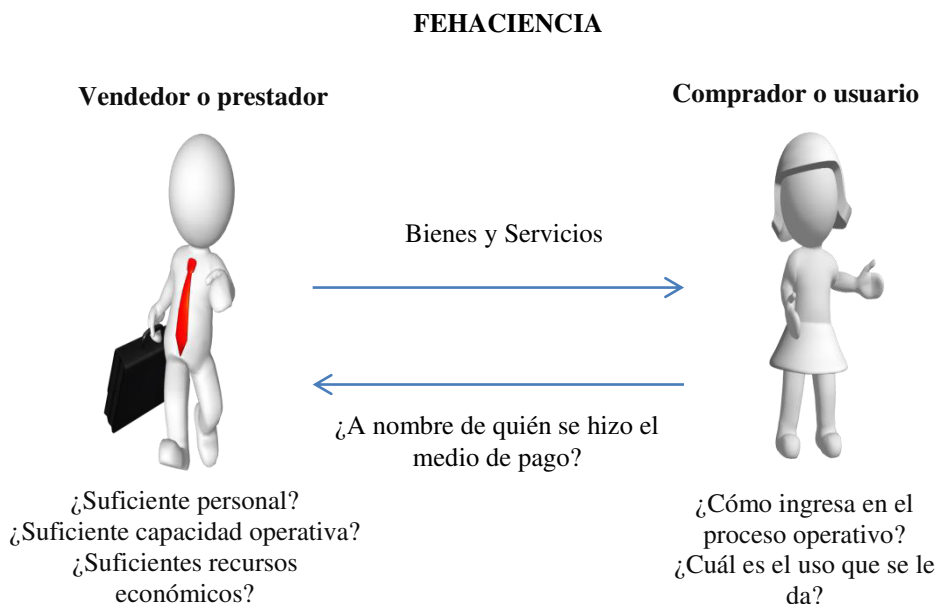 FEHACIENCIA
Vendedor o prestador
Comprador o usuario
Bienes y Servicios
¿A nombre de quién se hizo el
medio de pago?
¿Suficiente personal?
¿Suficiente capacidad operativa?
¿Suficientes recursos
económicos?
¿Cómo ingresa en el
proceso operativo?
¿Cuál es el uso que se le
da?